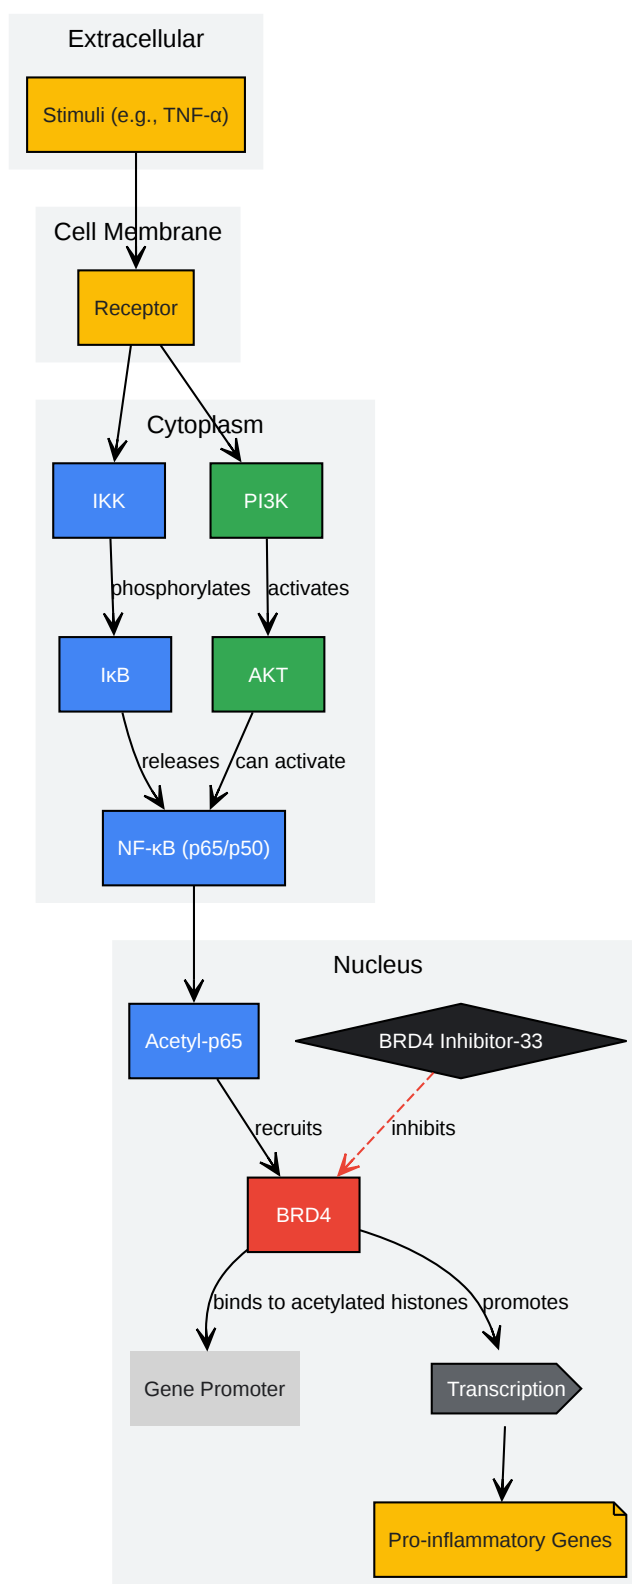 Extracellular
Stimuli (e.g., TNF-α)
Cell Membrane
Receptor
Cytoplasm
IKK
PI3K
phosphorylates
activates
IκB
AKT
releases
can activate
NF-κB (p65/p50)
Nucleus
Acetyl-p65
BRD4 Inhibitor-33
recruits
inhibits
BRD4
binds to acetylated histones
promotes
Gene Promoter
Transcription
Pro-inflammatory Genes